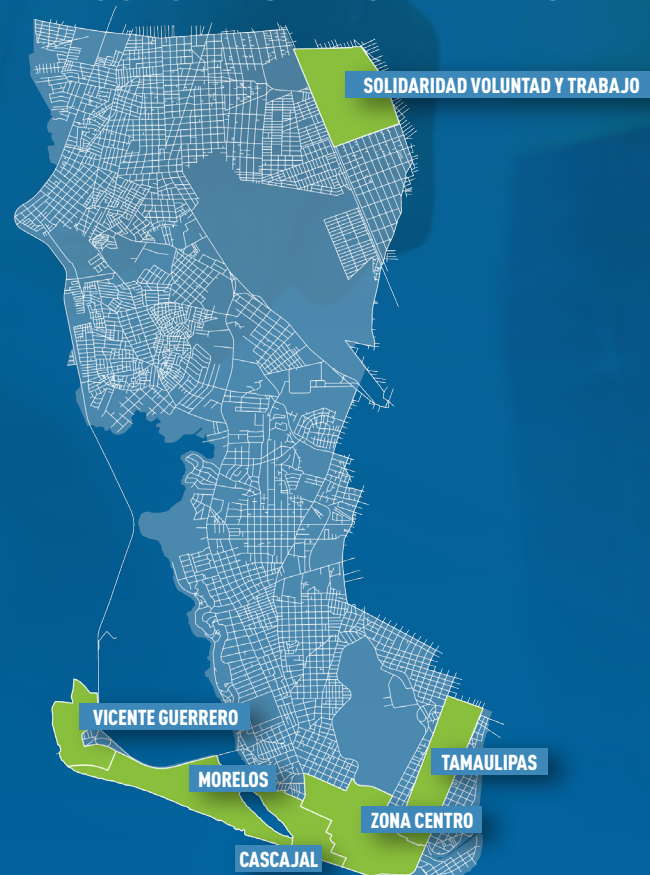 SOLIDARIDAD VOLUNTAD Y TRABAJO
VICENTE GUERRERO
TAMAULIPAS
MORELOS
ZONA CENTRO
CASCAJAL